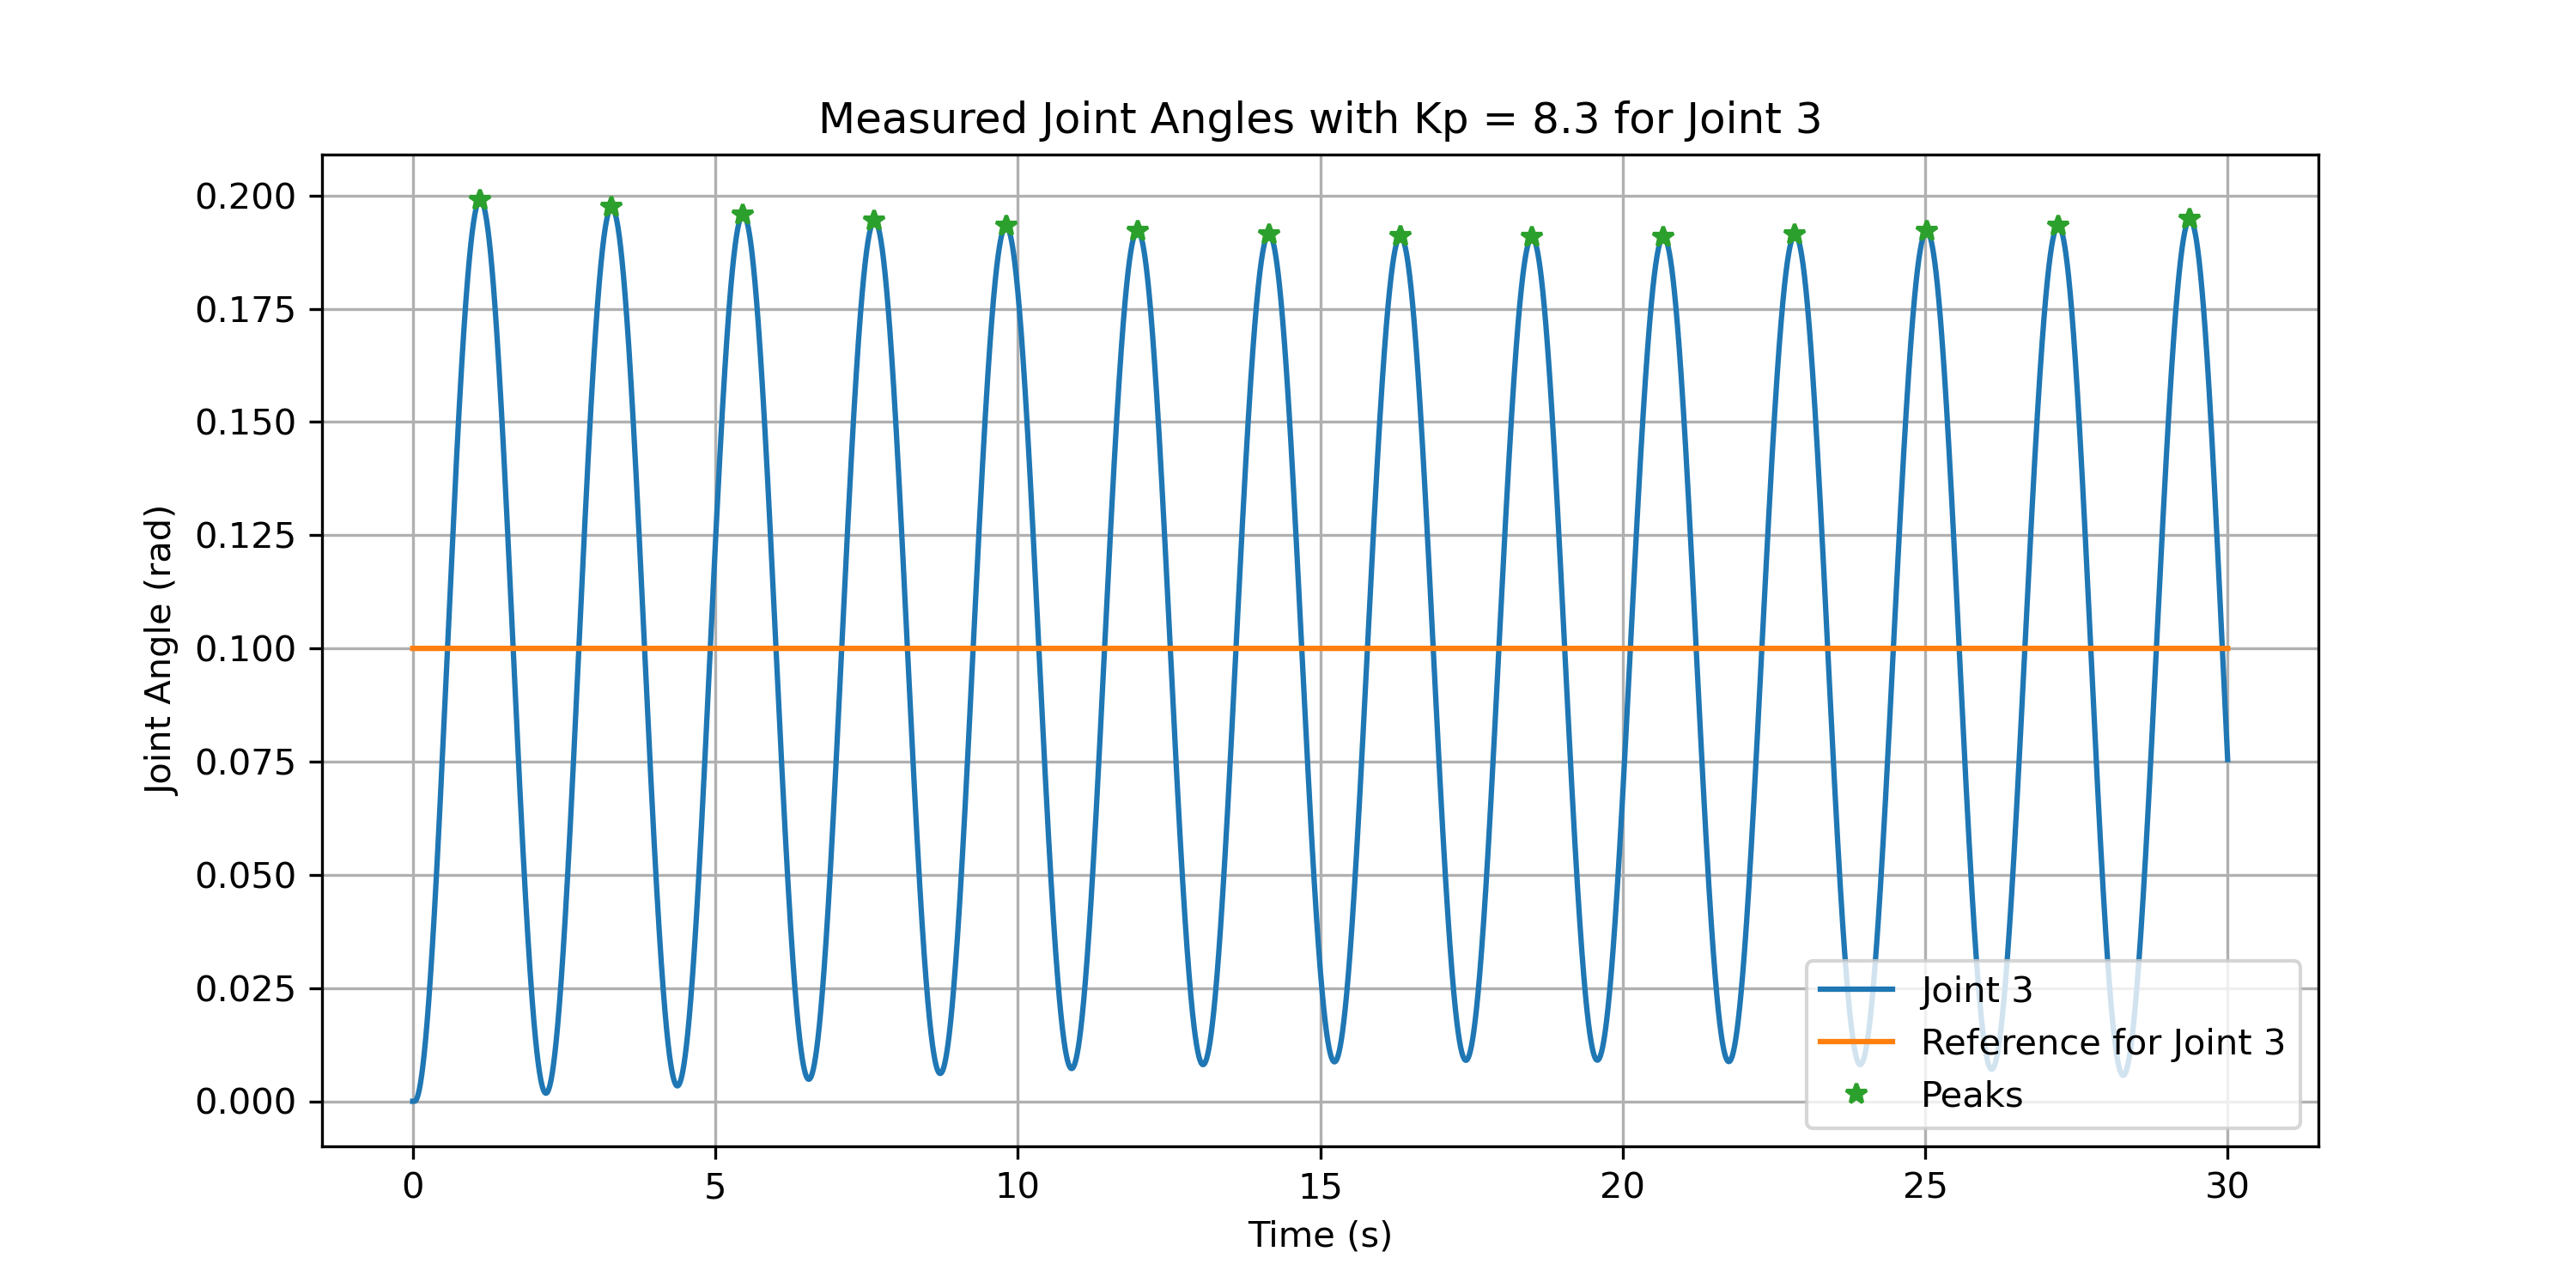 Measured Joint Angles with Kp = 8.3 for Joint 3
Joint Angle (rad)
0.200
0.175
0.150
0.125
0.100
0.075
0.050
0.025
0.000
Joint 3
Reference for Joint 3
Peaks
0 5 10 15 20 25 30
Time (s)